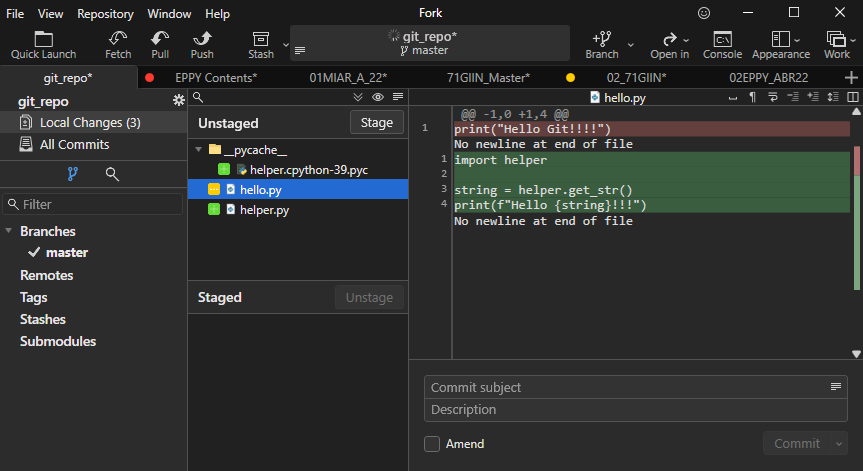 File View Repository Window Help Fork
Quick Launch Fetch Pull Push Stash git_repo* Branch Open in Console Appearance Work
master
git_repo* EPPY Contents* 01MIAR_A_22* 71GIIN_Master* 02_71GIIN* 02EPPY_ABR22
git_repo
Local Changes (3)
All Commits
Filter
Branches
master
Remotes
Tags
Stashes
Submodules
Unstaged Stage
__pycache__
helper.cpython-39.pyc
hello.py
helper.py
Staged Unstage
hello.py
@@ -1,0 +1,4 @@
1 print("Hello Git!!!!")
No newline at end of file
1 import helper
2
3 string = helper.get_str()
4 print(f"Hello {string}!!!")
No newline at end of file
Commit subject
Description
Amend Commit